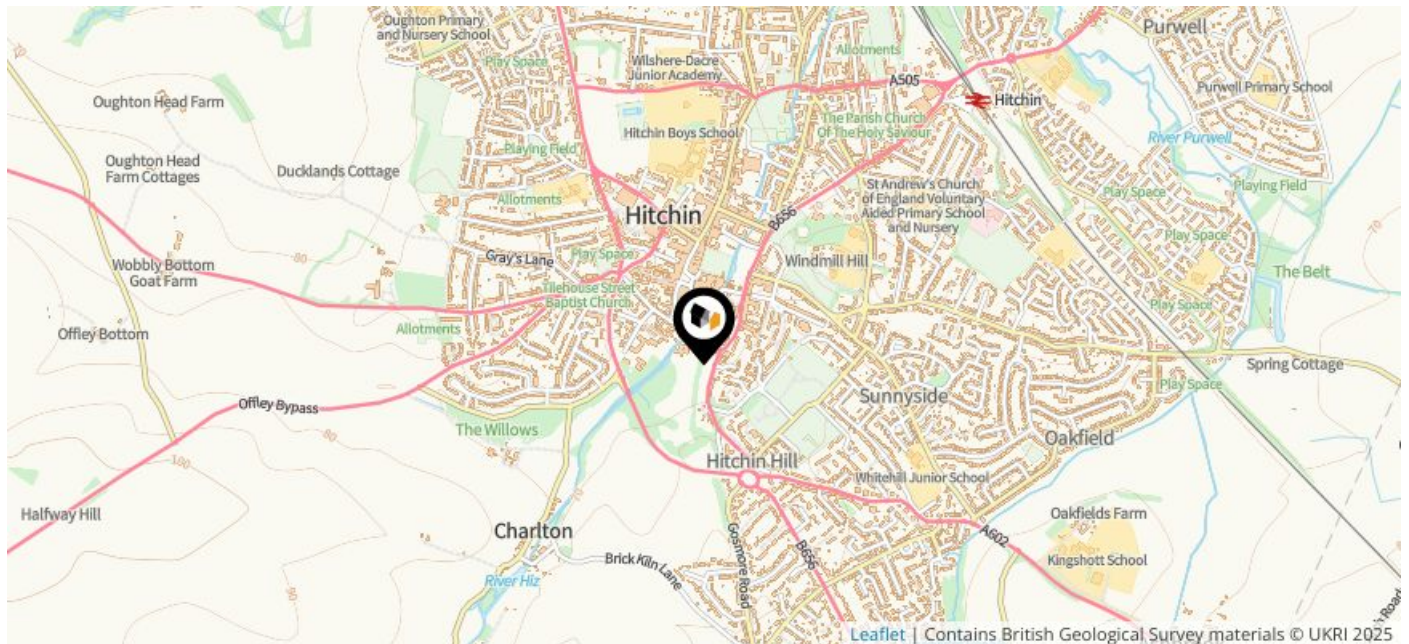 Oughton Primary
and Nursery School
Purwell
Play Space
Wilshere-Dacre
Junior Academy
Allotments
A505
Hitchin
Purwell Primary School
Oughton Head Farm
The Parish Church
Of The Holy Saviour
Hitchin Boys School
River Purwell
Playing Field
Oughton Head
Farm Cottages
Ducklands Cottage
St Andrew's Church
of England Voluntary
Aided Primary School
and Nursery
Play Space
Playing Field
Allotments
Hitchin
B656
Play Space
Gray's Lane
Play Space
Windmill Hill
Wobbly Bottom
Goat Farm
The Belt
Tilehouse Street
Baptist Church
Play Space
Offley Bottom
Allotments
Spring Cottage
Play Space
Sunnyside
Offley Bypass
The Willows
Oakfield
80
80
100
Hitchin Hill
Whitehill Junior School
Halfway Hill
Charlton
Oakfields Farm
A602
Kingshott School
Gosmore Road
B656
Brick Kiln Lane
River Hiz
90
Road
Leaflet | Contains British Geological Survey materials © UKRI 2025